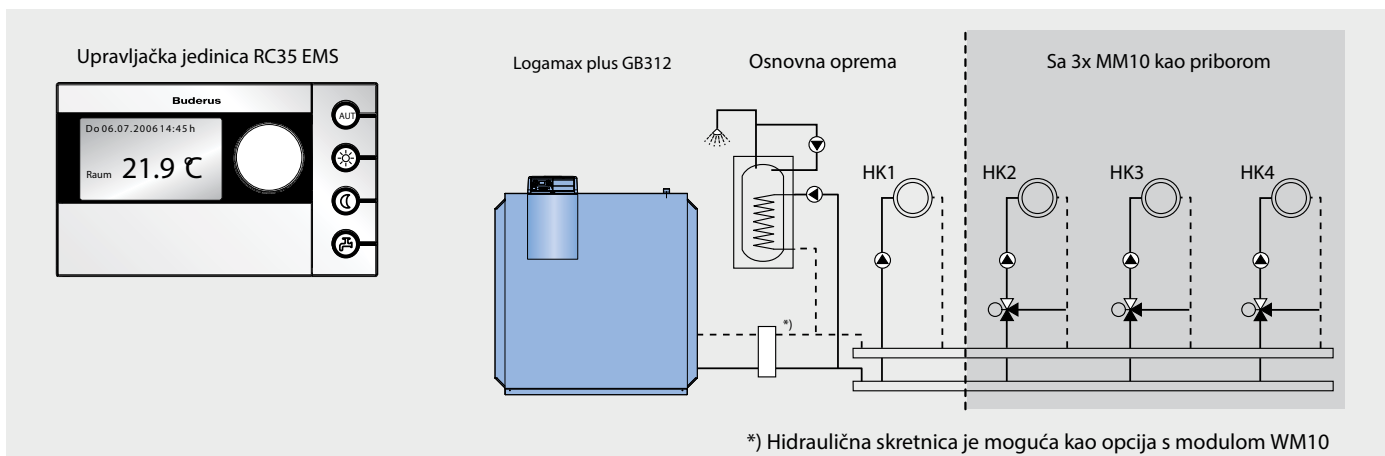 Upravljačka jedinica RC35 EMS
Buderus
Do 06.07.2006 14:45 h
Raum 21.9 °C
AUT
Logamax plus GB312
Osnovna oprema
Sa 3x MM10 kao priborom
HK1
HK2
HK3
HK4
*)
*) Hidraulična skretnica je moguća kao opcija s modulom WM10